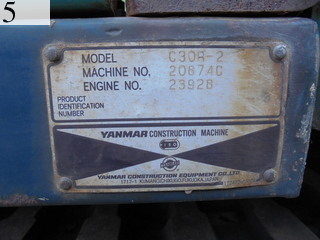 5
MODEL C30R-2
MACHINE NO. 20674C
ENGINE NO. 23928
PRODUCT
IDENTIFICATION
NUMBER
YANMAR CONSTRUCTION MACHINE
YANMAR CONSTRUCTION EQUIPMENT CO., LTD.